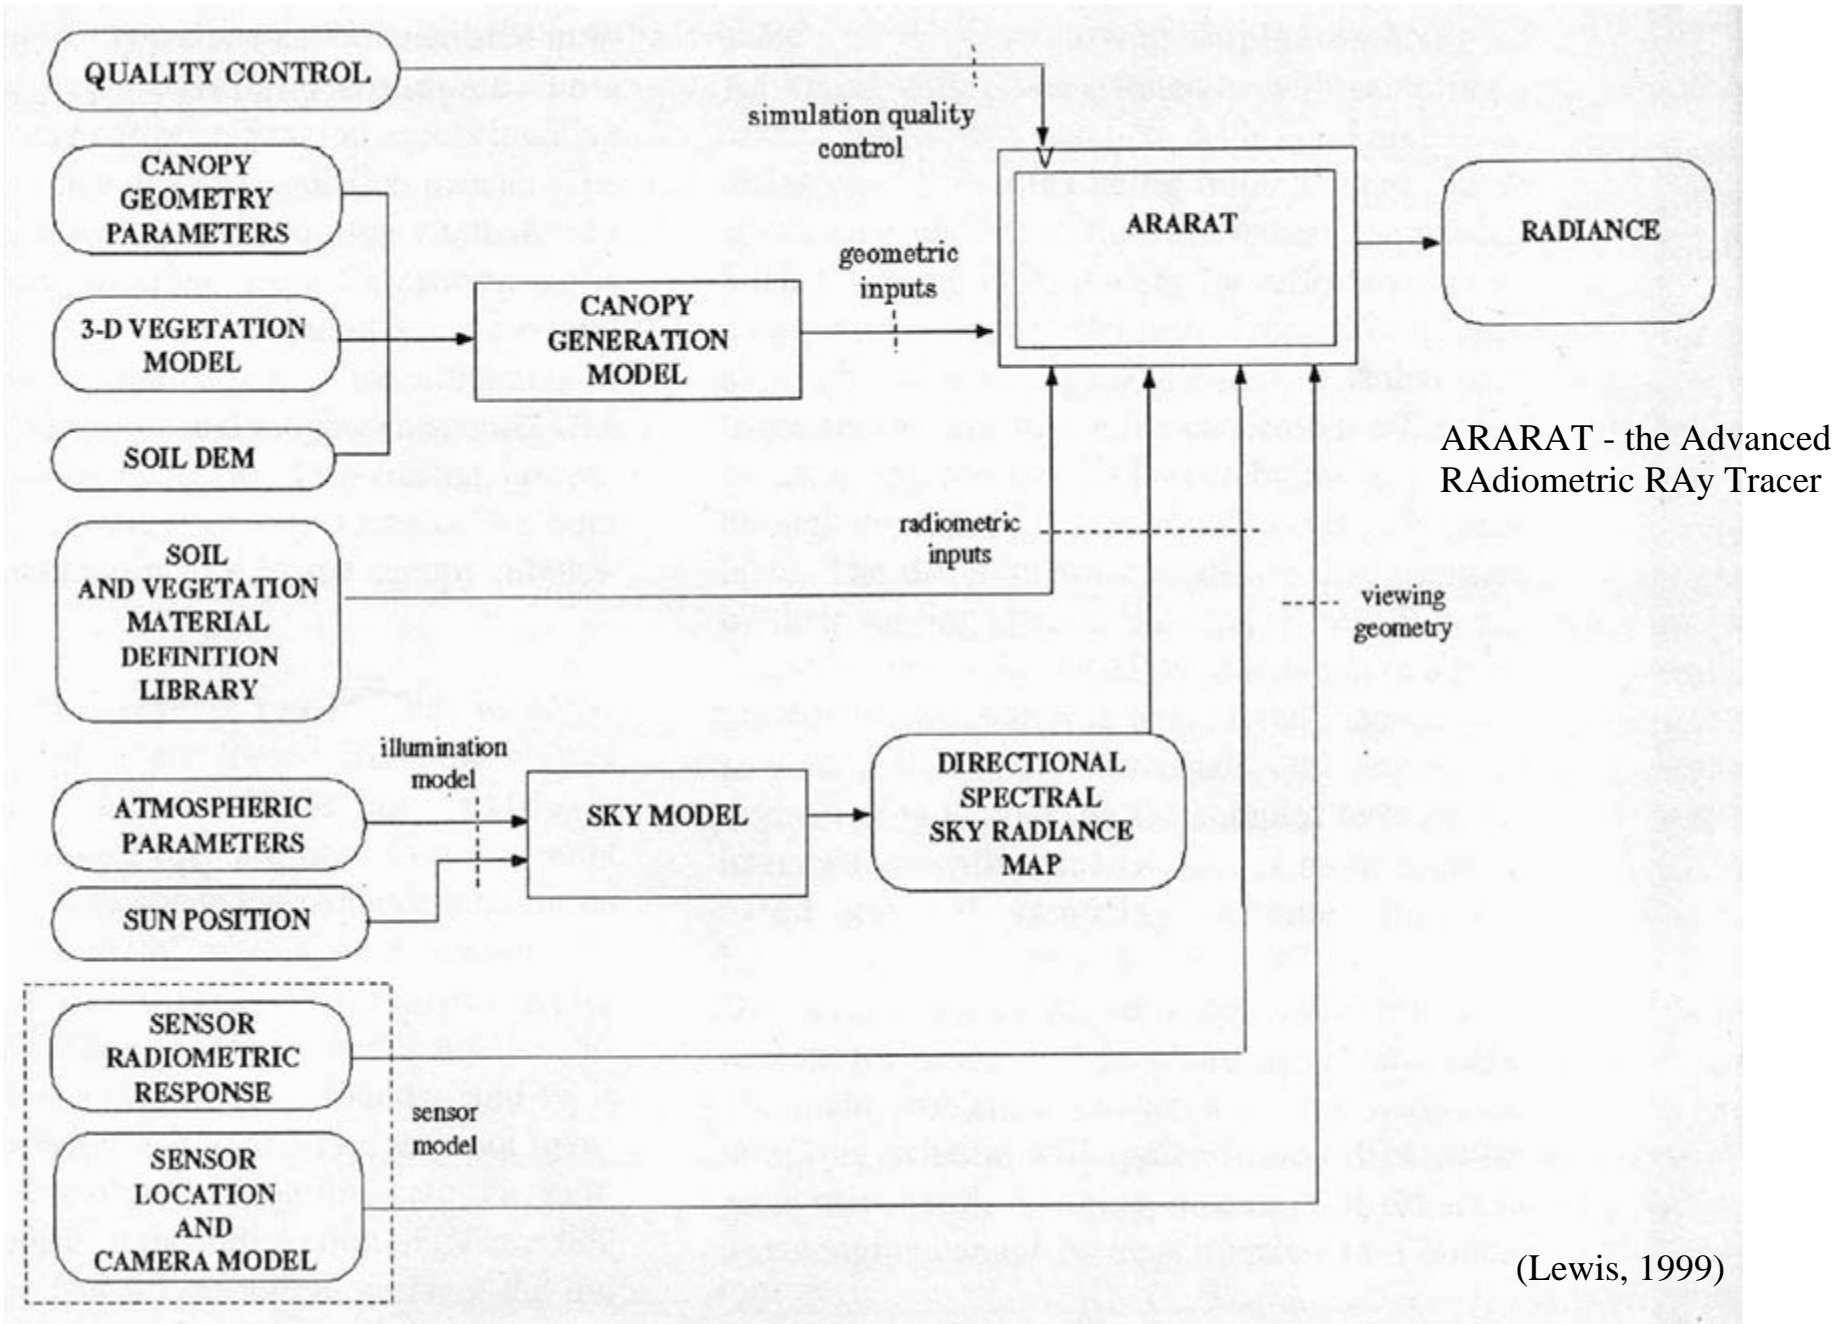 QUALITY CONTROL
simulation quality
control
CANOPY
GEOMETRY
PARAMETERS
ARARAT
RADIANCE
geometric
inputs
3-D VEGETATION
MODEL
CANOPY
GENERATION
MODEL
SOIL DEM
ARARAT - the Advanced
RAdiometric RAy Tracer
radiometric
inputs
SOIL
AND VEGETATION
MATERIAL
DEFINITION
LIBRARY
viewing
geometry
illumination
model
ATMOSPHERIC
PARAMETERS
SKY MODEL
DIRECTIONAL
SPECTRAL
SKY RADIANCE
MAP
SUN POSITION
SENSOR
RADIOMETRIC
RESPONSE
sensor
model
SENSOR
LOCATION
AND
CAMERA MODEL
(Lewis, 1999)